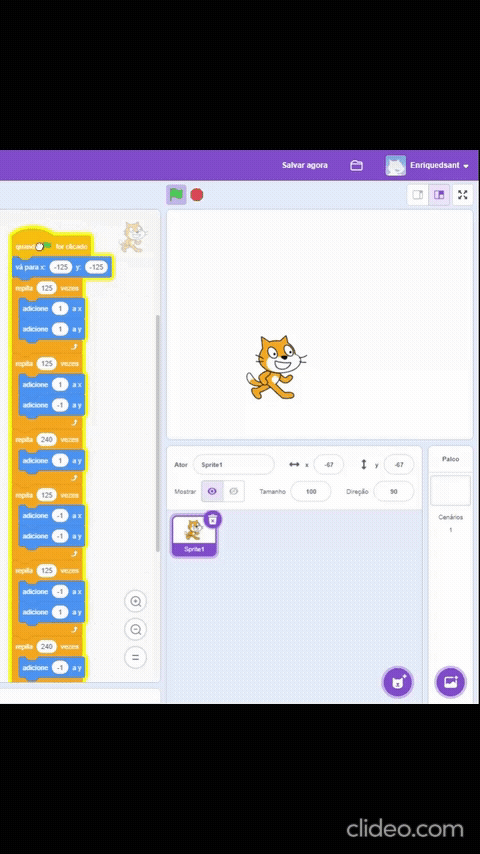 Salvar agora
Enriquedsant
quando for clicado
vá para x: -125 y: -125
repita 125 vezes
adicione 1 a x
adicione 1 a y
repita 125 vezes
adicione 1 a x
adicione -1 a y
repita 240 vezes
adicione 1 a y
repita 125 vezes
adicione -1 a x
adicione -1 a y
repita 125 vezes
adicione -1 a x
adicione 1 a y
repita 240 vezes
adicione -1 a y
Ator Sprite1 x -67 y -67
Mostrar Tamanho 100 Direção 90
Sprite1
Palco
Cenários
1
clideo.com